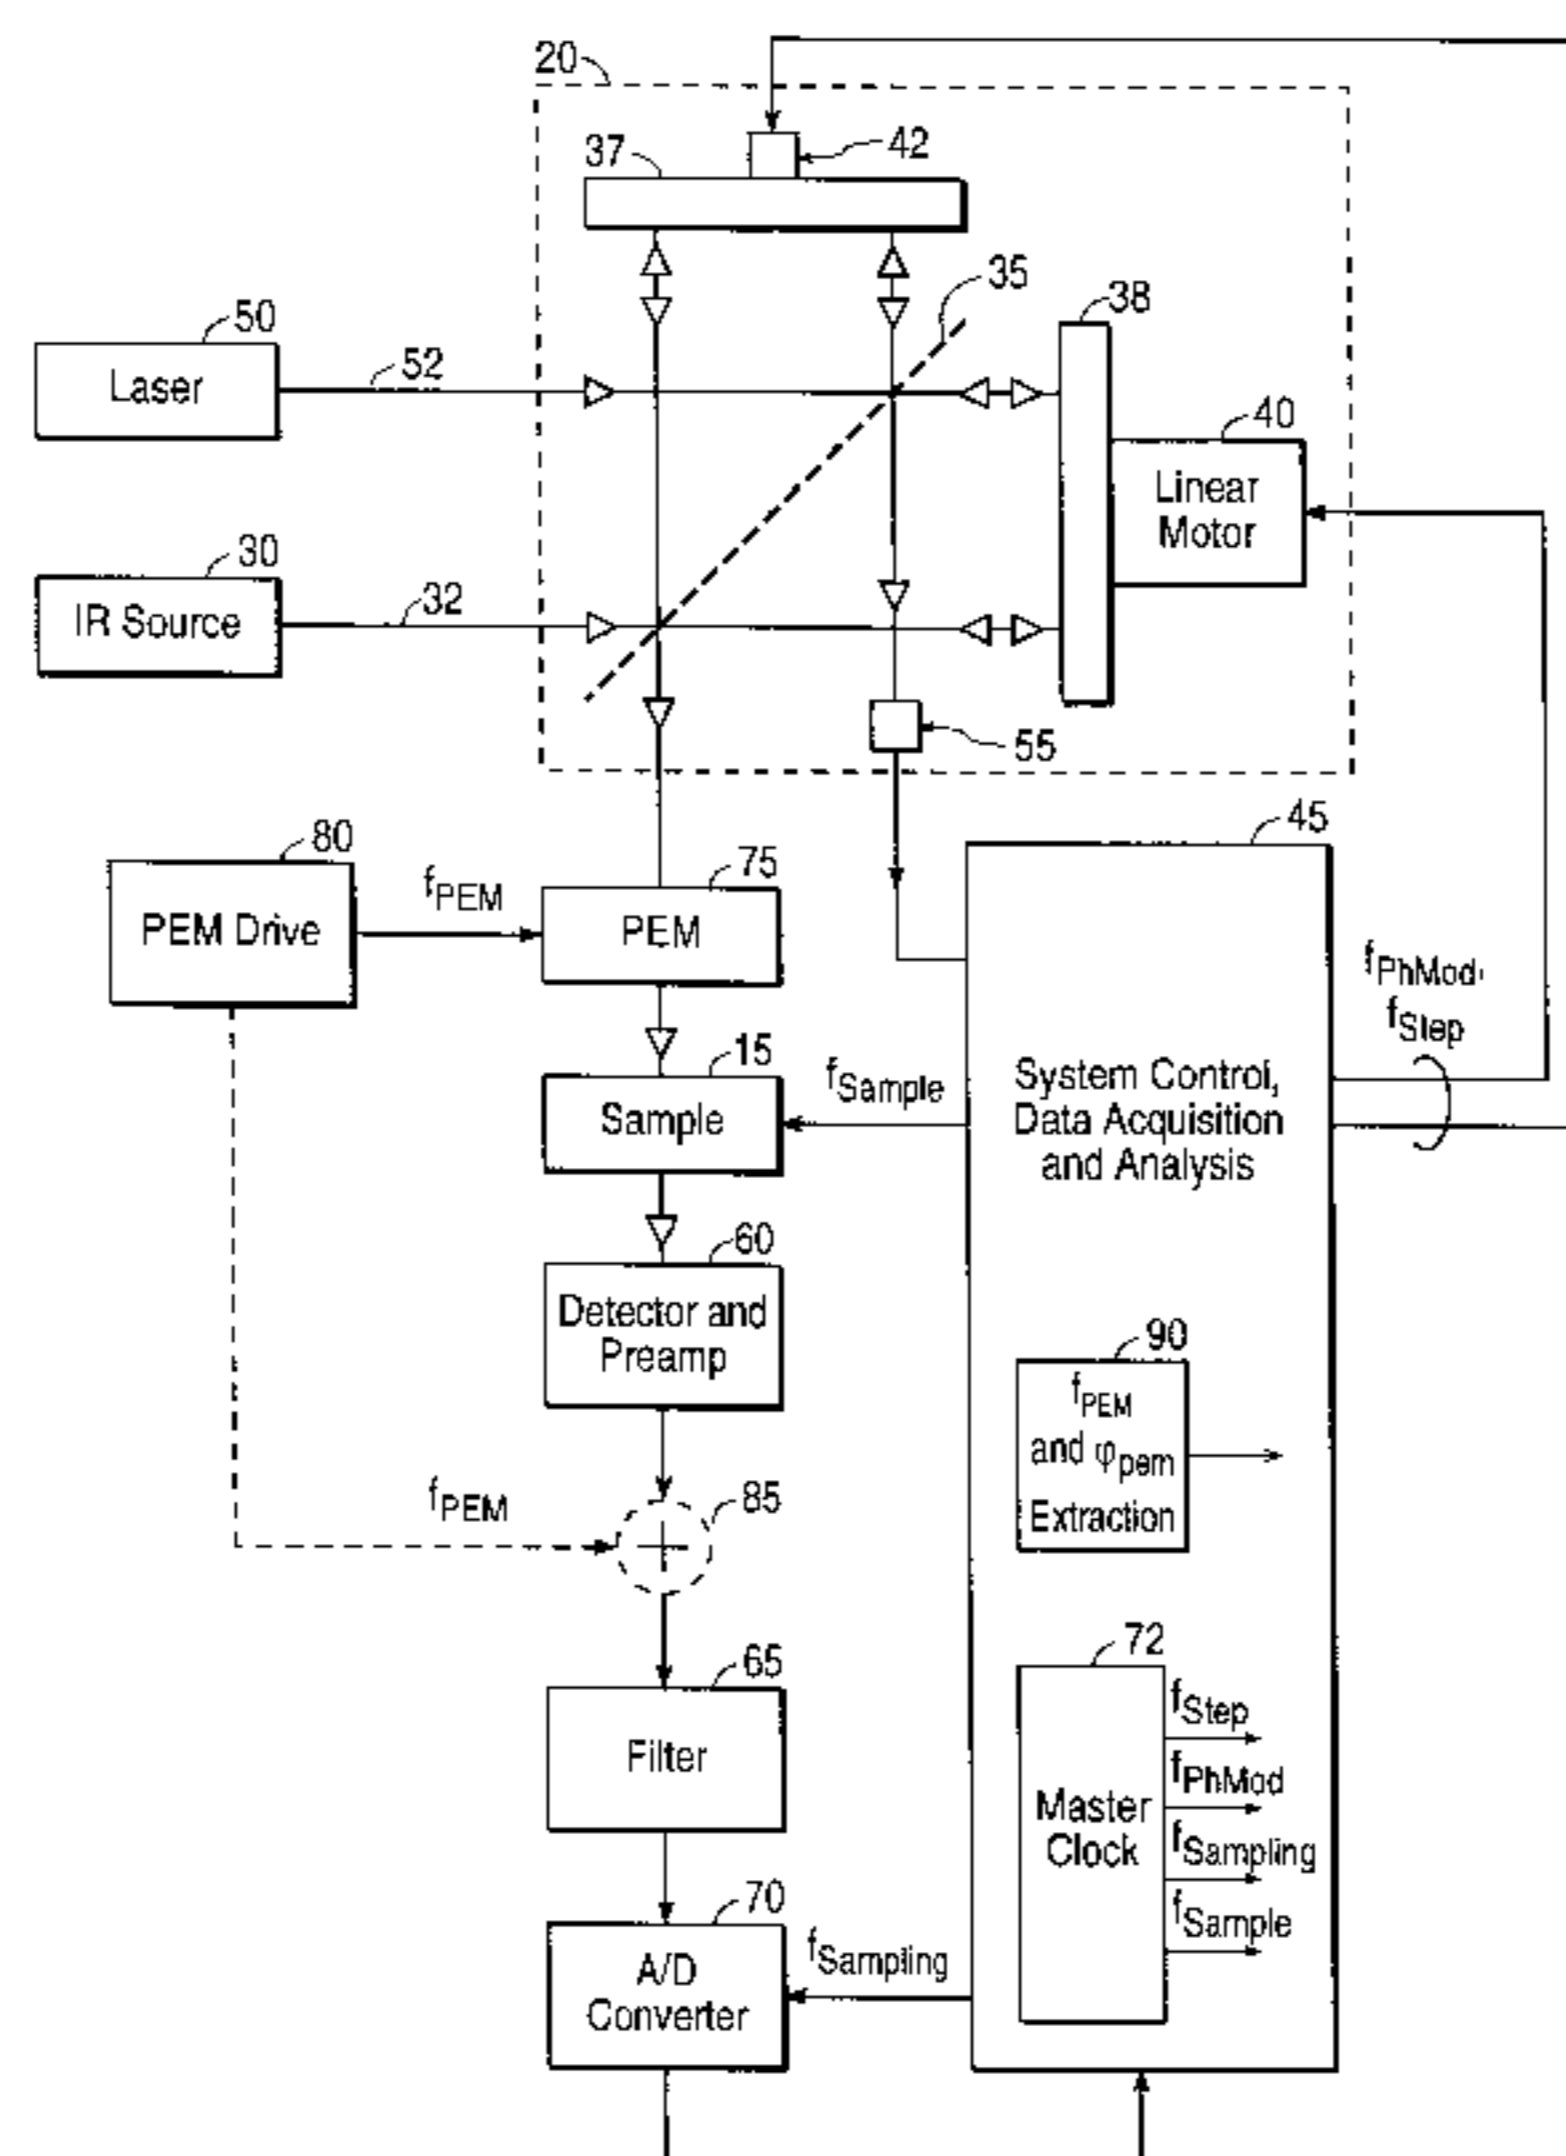 20
37
42
35
38
50
Laser
52
40
Linear
Motor
30
IR Source
32
55
80
PEM Drive
fPEM
75
PEM
45
fPhMod,
fStep
15
Sample
fSample
System Control,
Data Acquisition
and Analysis
60
Detector and
Preamp
90
fPEM
and φpem
Extraction
fPEM
85
65
Filter
72
Master
Clock
fStep
fPhMod
fSampling
fSample
70
A/D
Converter
fSampling